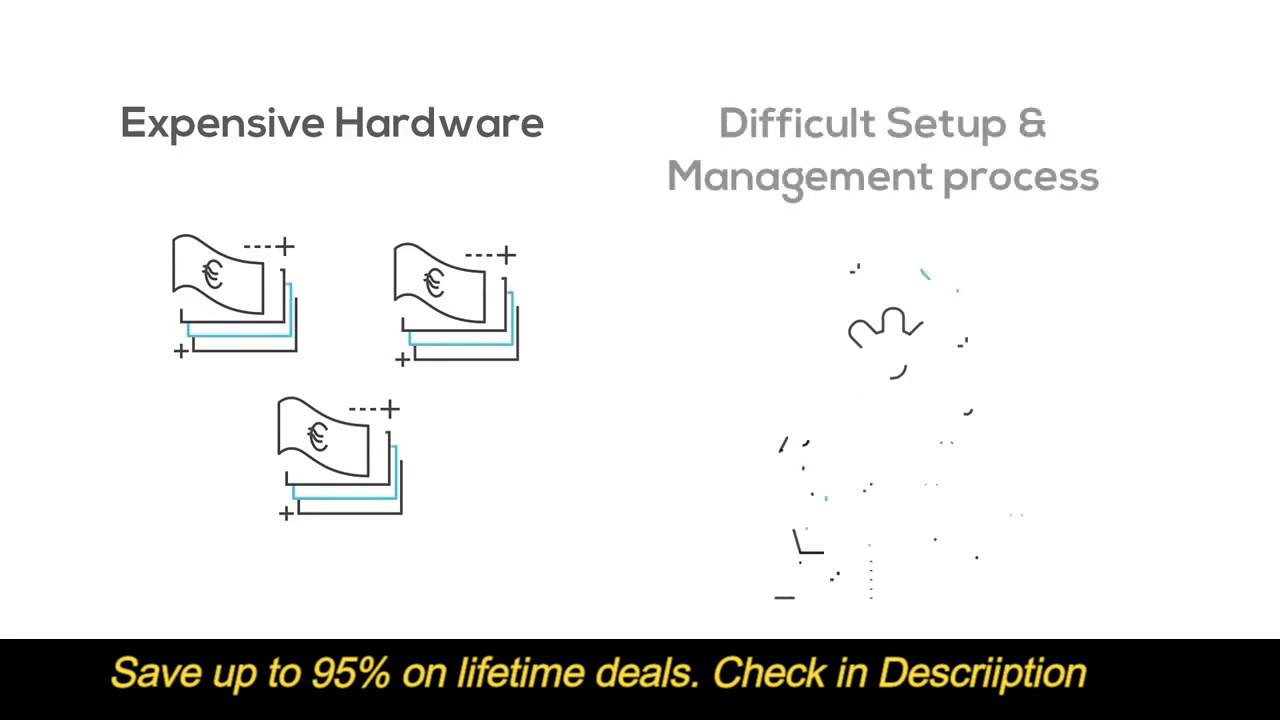 Expensive Hardware
Difficult Setup &
Management process
€
€
€
Save up to 95% on lifetime deals. Check in Descriiption